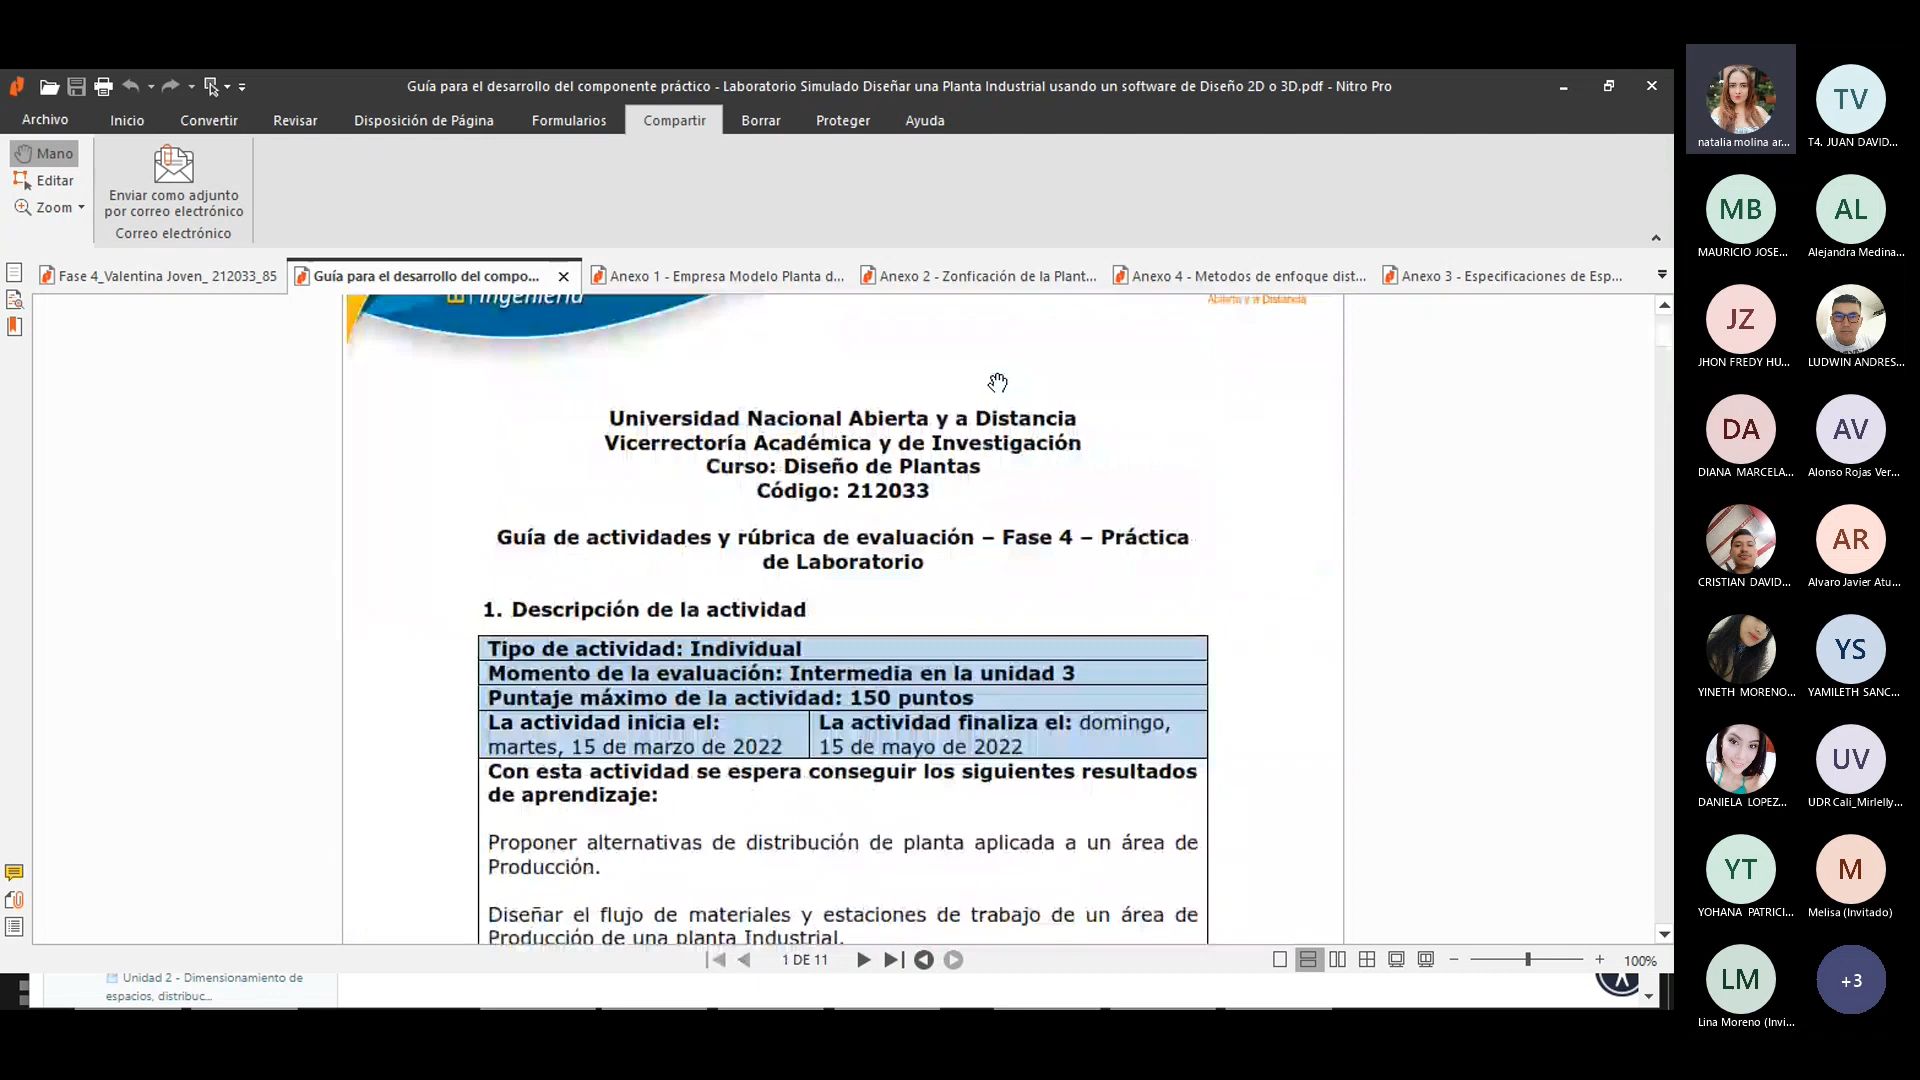 Guía para el desarrollo del componente práctico - Laboratorio Simulado Diseñar una Planta Industrial usando un software de Diseño 2D o 3D.pdf - Nitro Pro
Archivo Inicio Convertir Revisar Disposición de Página Formularios Compartir Borrar Proteger Ayuda
Mano
Editar
Zoom
Enviar como adjunto
por correo electrónico
Correo electrónico
Fase 4_Valentina Joven_ 212033_85
Guía para el desarrollo del compo...
Anexo 1 - Empresa Modelo Planta d...
Anexo 2 - Zonficación de la Plant...
Anexo 4 - Metodos de enfoque dist...
Anexo 3 - Especificaciones de Esp...
Ingeniería
Abierta y a Distancia
Universidad Nacional Abierta y a Distancia
Vicerrectoría Académica y de Investigación
Curso: Diseño de Plantas
Código: 212033
Guía de actividades y rúbrica de evaluación – Fase 4 – Práctica
de Laboratorio
1. Descripción de la actividad
Tipo de actividad: Individual
Momento de la evaluación: Intermedia en la unidad 3
Puntaje máximo de la actividad: 150 puntos
La actividad inicia el:
martes, 15 de marzo de 2022
La actividad finaliza el: domingo,
15 de mayo de 2022
Con esta actividad se espera conseguir los siguientes resultados
de aprendizaje:
Proponer alternativas de distribución de planta aplicada a un área de
Producción.
Diseñar el flujo de materiales y estaciones de trabajo de un área de
Producción de una planta Industrial.
1 DE 11
100%
Unidad 2 - Dimensionamiento de
espacios, distribuc...
natalia molina ar...
TV
T4. JUAN DAVID...
MB
MAURICIO JOSE...
AL
Alejandra Medina...
JZ
JHON FREDY HU...
LUDWIN ANDRES...
DA
DIANA MARCELA...
AV
Alonso Rojas Ver...
CRISTIAN DAVID...
AR
Alvaro Javier Atu...
YINETH MORENO...
YS
YAMILETH SANC...
DANIELA LOPEZ...
UV
UDR Cali_Mirlelly...
YT
YOHANA PATRICI...
M
Melisa (Invitado)
LM
Lina Moreno (Invi...
+3